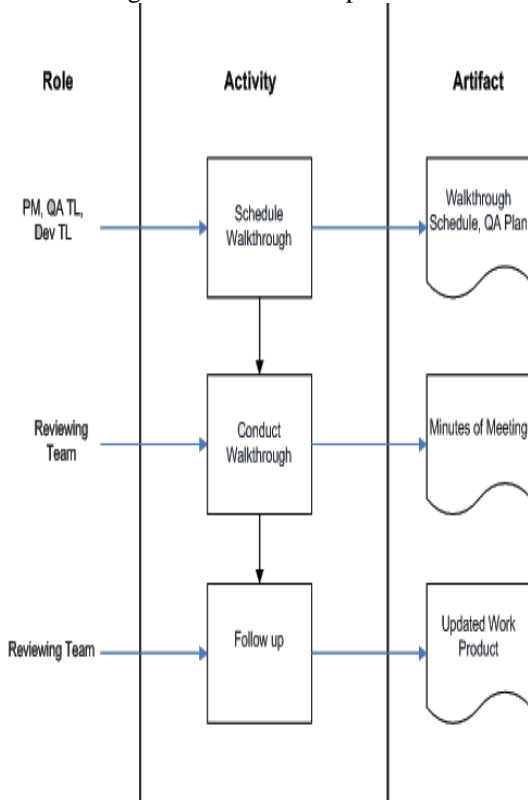 Role
Activity
Artifact
PM, QA TL,
Dev TL
Schedule
Walkthrough
Walkthrough
Schedule, QA Plan
Reviewing
Team
Conduct
Walkthrough
Minutes of Meeting
Reviewing Team
Follow up
Updated Work
Product